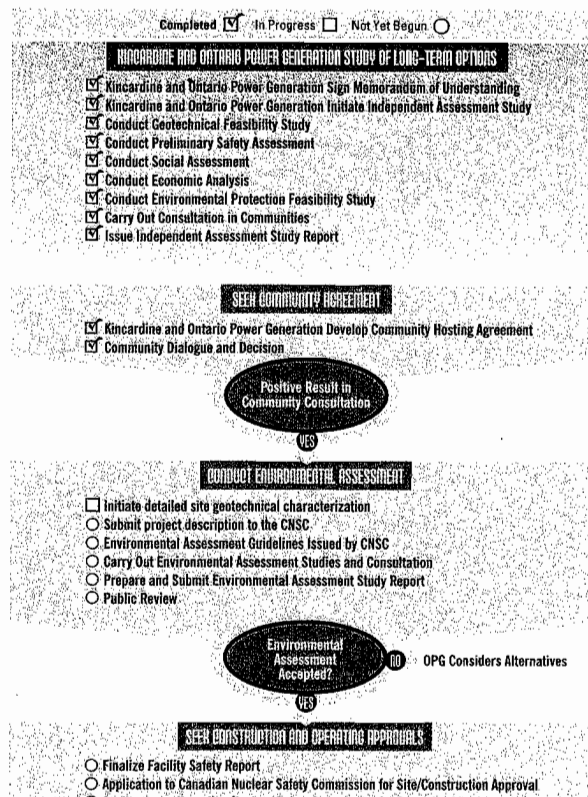 Completed In Progress Not Yet Begun
KINCARDINE AND ONTARIO POWER GENERATION STUDY OF LONG-TERM OPTIONS
Kincardine and Ontario Power Generation Sign Memorandum of Understanding
Kincardine and Ontario Power Generation Initiate Independent Assessment Study
Conduct Geotechnical Feasibility Study
Conduct Preliminary Safety Assessment
Conduct Social Assessment
Conduct Economic Analysis
Conduct Environmental Protection Feasibility Study
Carry Out Consultation in Communities
Issue Independent Assessment Study Report
SEEK COMMUNITY AGREEMENT
Kincardine and Ontario Power Generation Develop Community Hosting Agreement
Community Dialogue and Decision
Positive Result in
Community Consultation
YES
CONDUCT ENVIRONMENTAL ASSESSMENT
Initiate detailed site geotechnical characterization
Submit project description to the CNSC
Environmental Assessment Guidelines Issued by CNSC
Carry Out Environmental Assessment Studies and Consultation
Prepare and Submit Environmental Assessment Study Report
Public Review
Environmental
Assessment
Accepted?
NO OPG Considers Alternatives
YES
SEEK CONSTRUCTION AND OPERATING APPROVALS
Finalize Facility Safety Report
Application to Canadian Nuclear Safety Commission for Site/Construction Approval